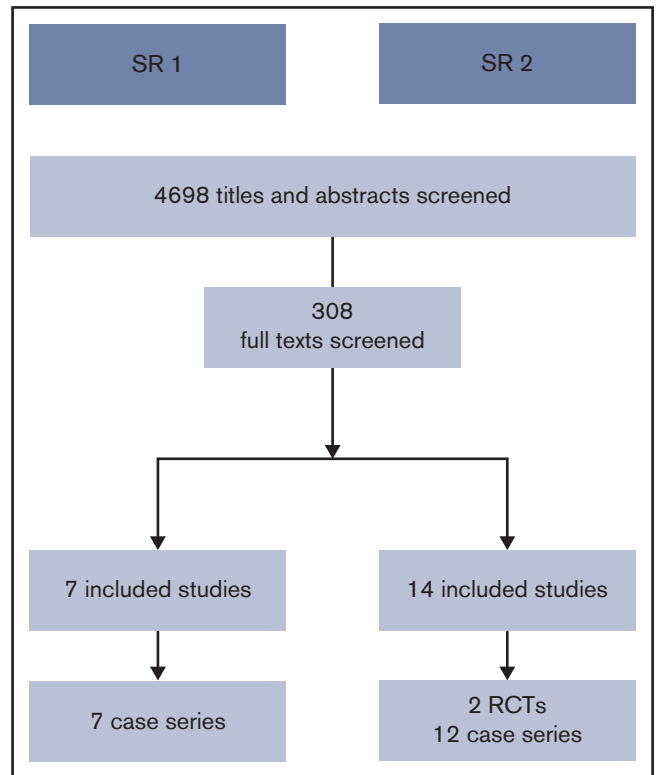 SR 1
SR 2
4698 titles and abstracts screened
308
full texts screened
7 included studies
14 included studies
7 case series
2 RCTs
12 case series